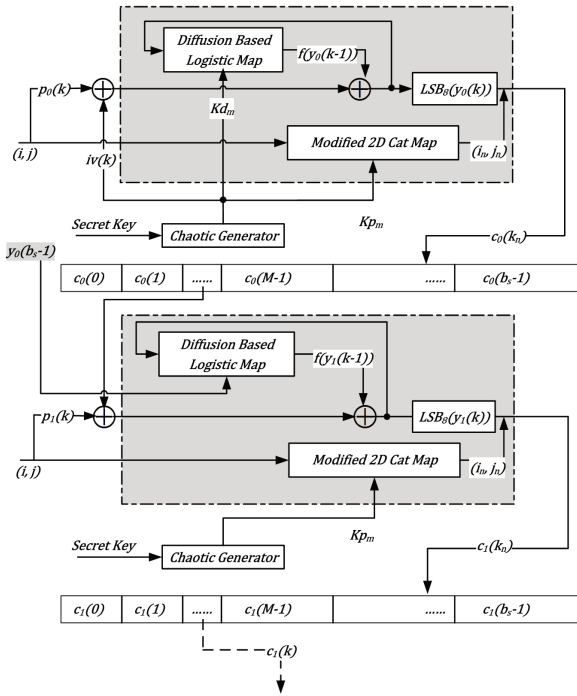 Diffusion Based
Logistic Map
f(y₀(k-1))
p₀(k)
LSB₈(y₀(k))
Kdₘ
(i, j)
iv(k)
Modified 2D Cat Map
(iₙ, jₙ)
Kpₘ
Secret Key
Chaotic Generator
c₀(kₙ)
y₀(bₛ-1)
c₀(0) c₀(1) ...... c₀(M-1) ...... c₀(bₛ-1)
Diffusion Based
Logistic Map
f(y₁(k-1))
p₁(k)
LSB₈(y₁(k))
(i, j)
Modified 2D Cat Map
(iₙ, jₙ)
Kpₘ
Secret Key
Chaotic Generator
c₁(kₙ)
c₁(0) c₁(1) ...... c₁(M-1) ...... c₁(bₛ-1)
c₁(k)